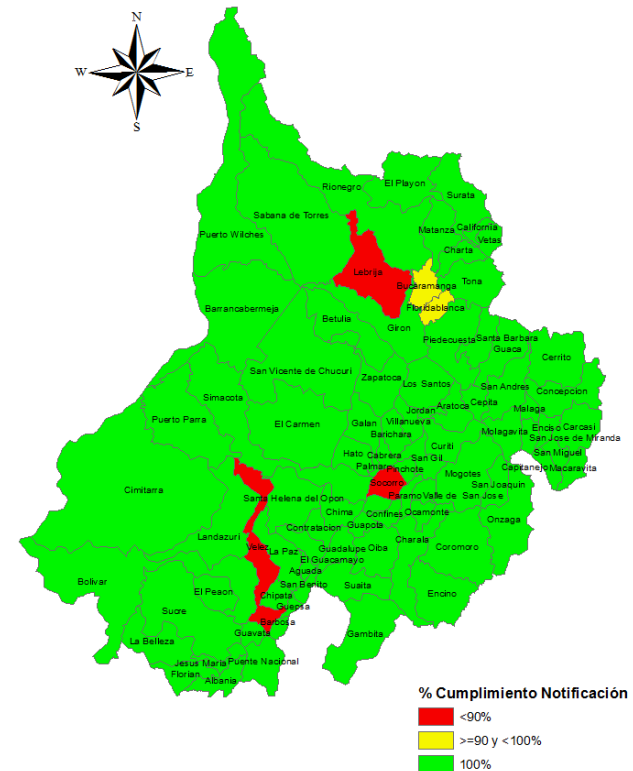 N
W
E
S
El Playon
Rionegro
Surata
Sabana de Torres
Matanza
California
Puerto Wilches
Vetas
Charta
Lebrija
Tona
Bucaramanga
Barrancabermeja
Floridablanca
Betulia
Giron
Piedecuesta
Santa Barbara
Guaca
Cerrito
San Vicente de Chucuri
Zapatoca
Los Santos
San Andres
Concepcion
Simacota
Cepita
Jordan
Aratoca
Malaga
Puerto Parra
El Carmen
Galan
Villanueva
Barichara
Molagavita
Enciso
Carcasi
San Jose de Miranda
Curiti
Hato
Cabrera
San Gil
San Miguel
Palmar
Pinchote
Mogotes
Capitanejo
Macaravita
Cimitarra
Socorro
San Joaquin
Santa Helena del Opon
Paramo
Valle de San Jose
Chima
Confines
Ocamonte
Onzaga
Contratacion
Guapota
Landazuri
Charala
Velez
La Paz
Guadalupe
Oiba
Coromoro
El Guacamayo
Aguada
Bolivar
San Benito
Suaita
El Peñon
Chipata
Encino
Sucre
Guepsa
Barbosa
Guavata
Gambita
La Belleza
Jesus Maria
Puente Nacional
Florian
Albania
% Cumplimiento Notificación
<90%
>=90 y <100%
100%